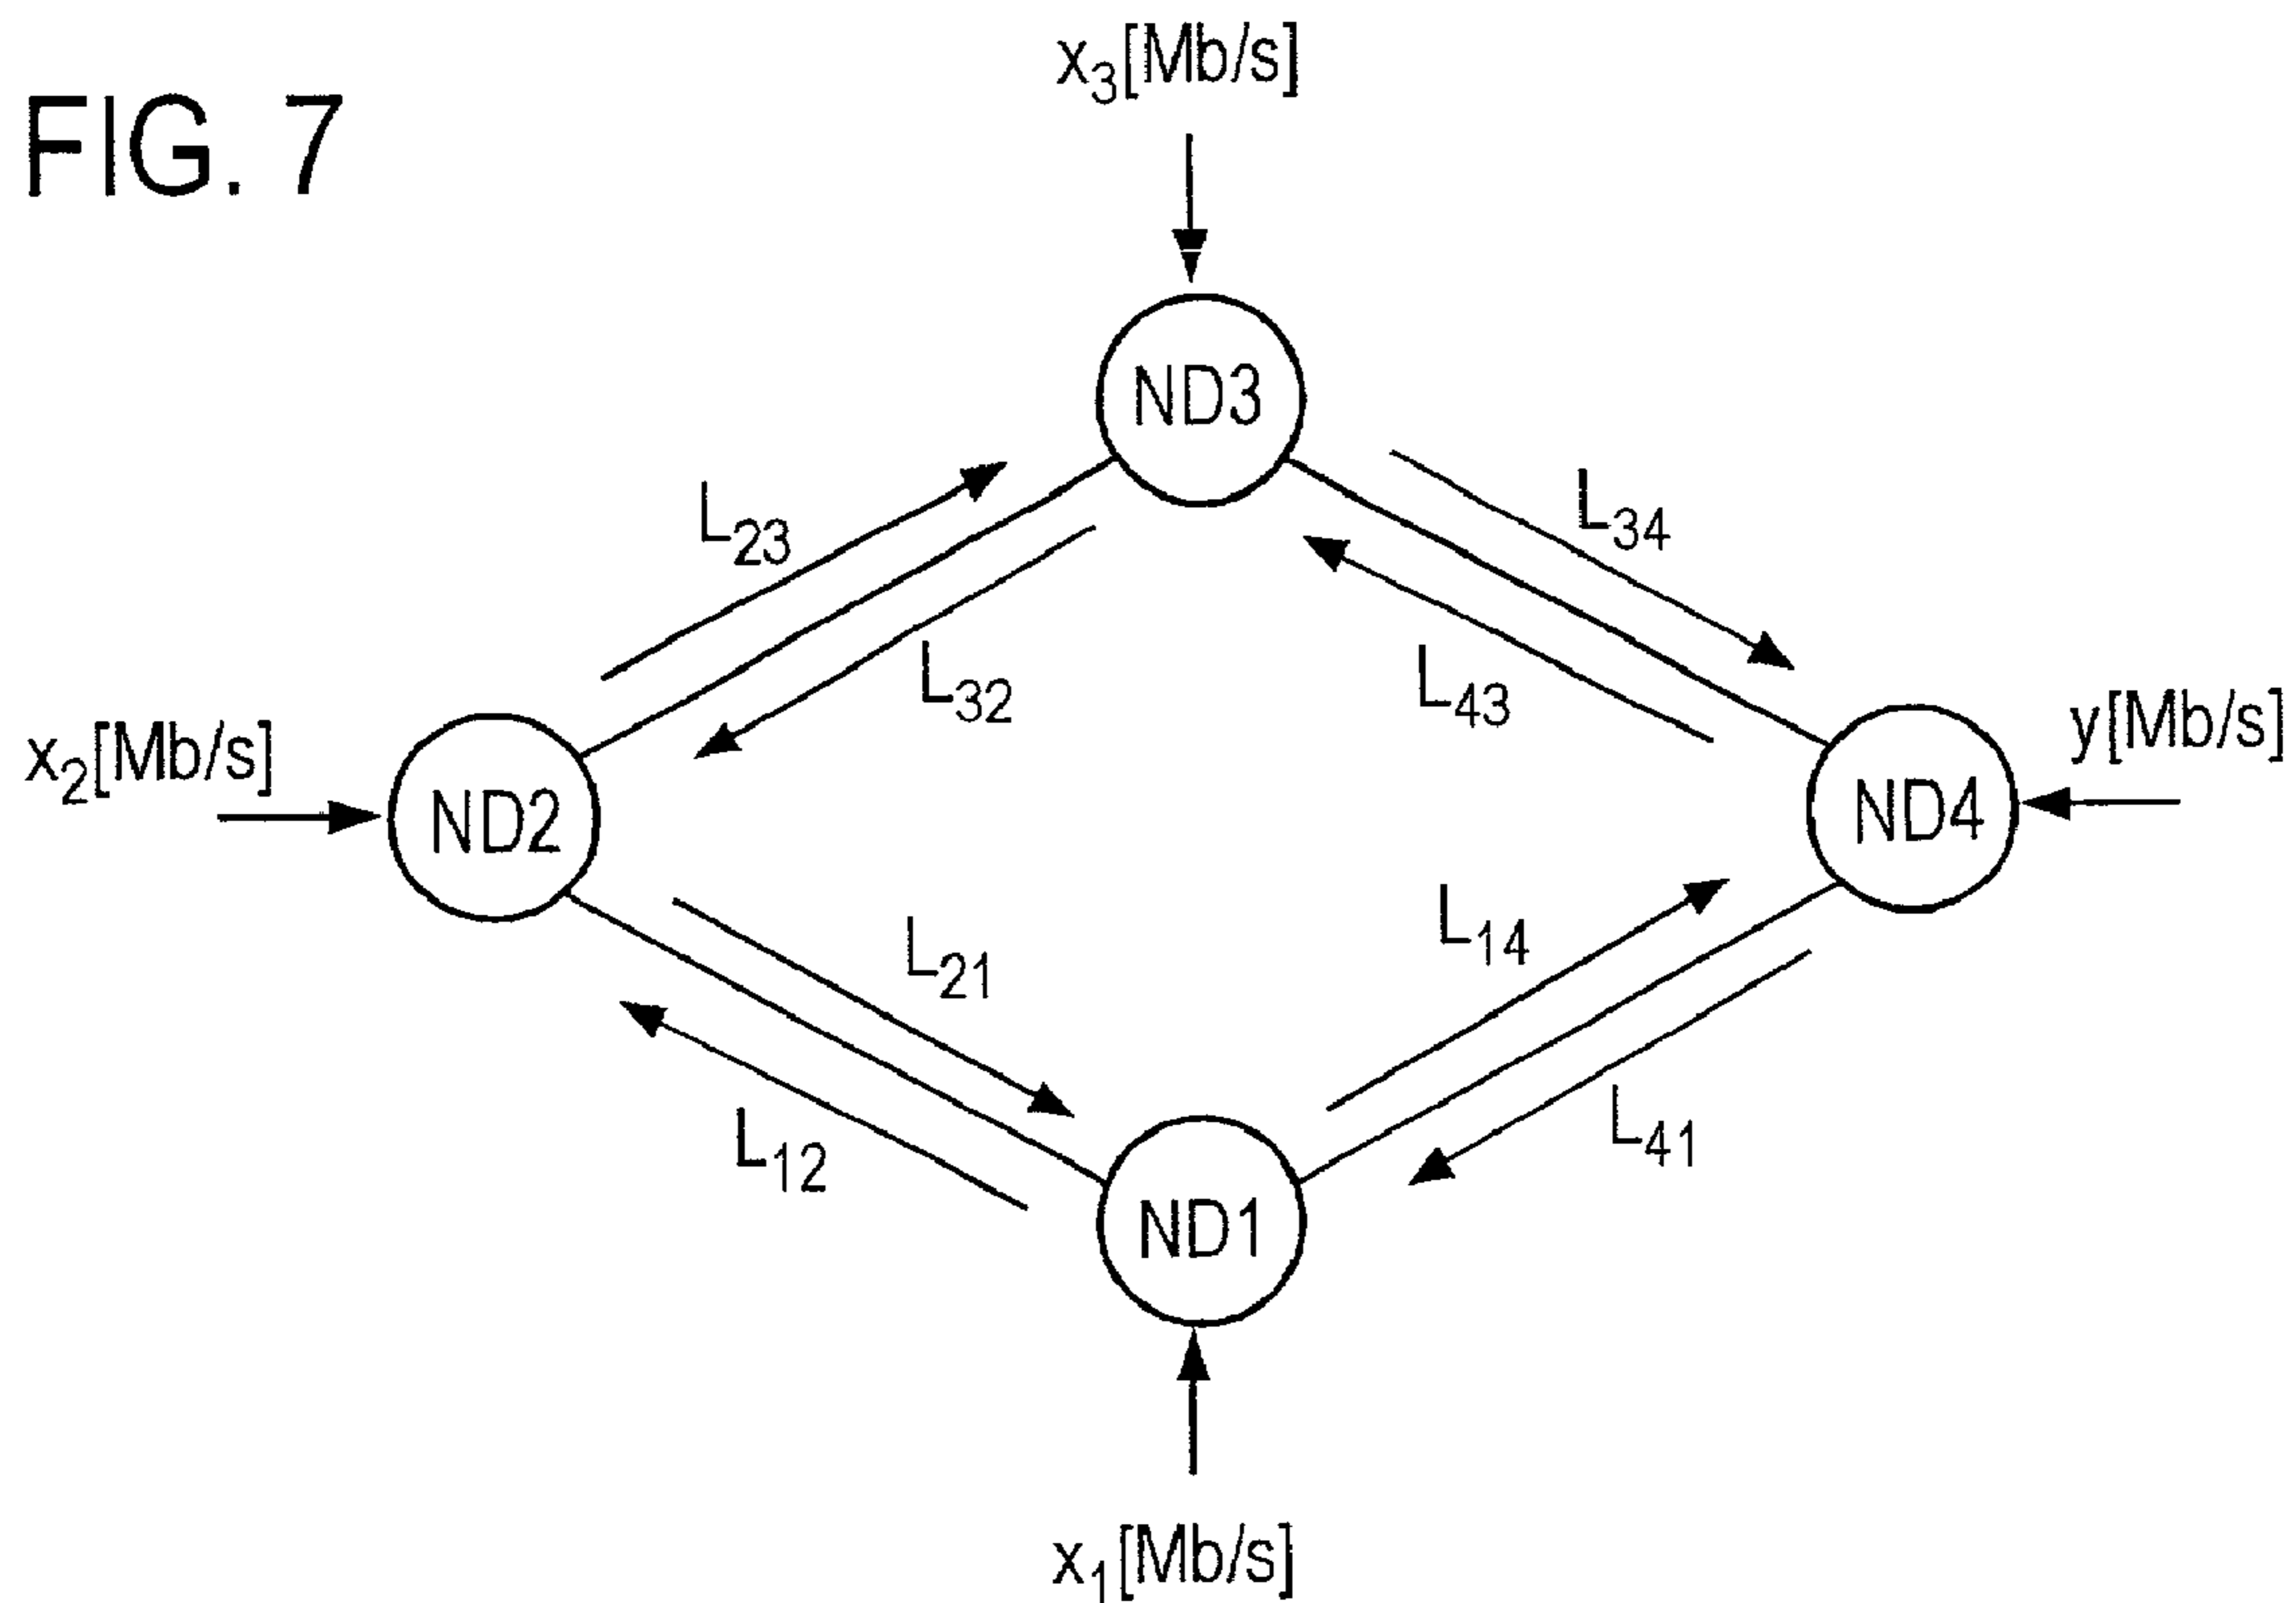 FIG. 7
x3[Mb/s]
ND3
L23
L34
L32
L43
x2[Mb/s]
y[Mb/s]
ND2
ND4
L21
L14
L12
L41
ND1
x1[Mb/s]